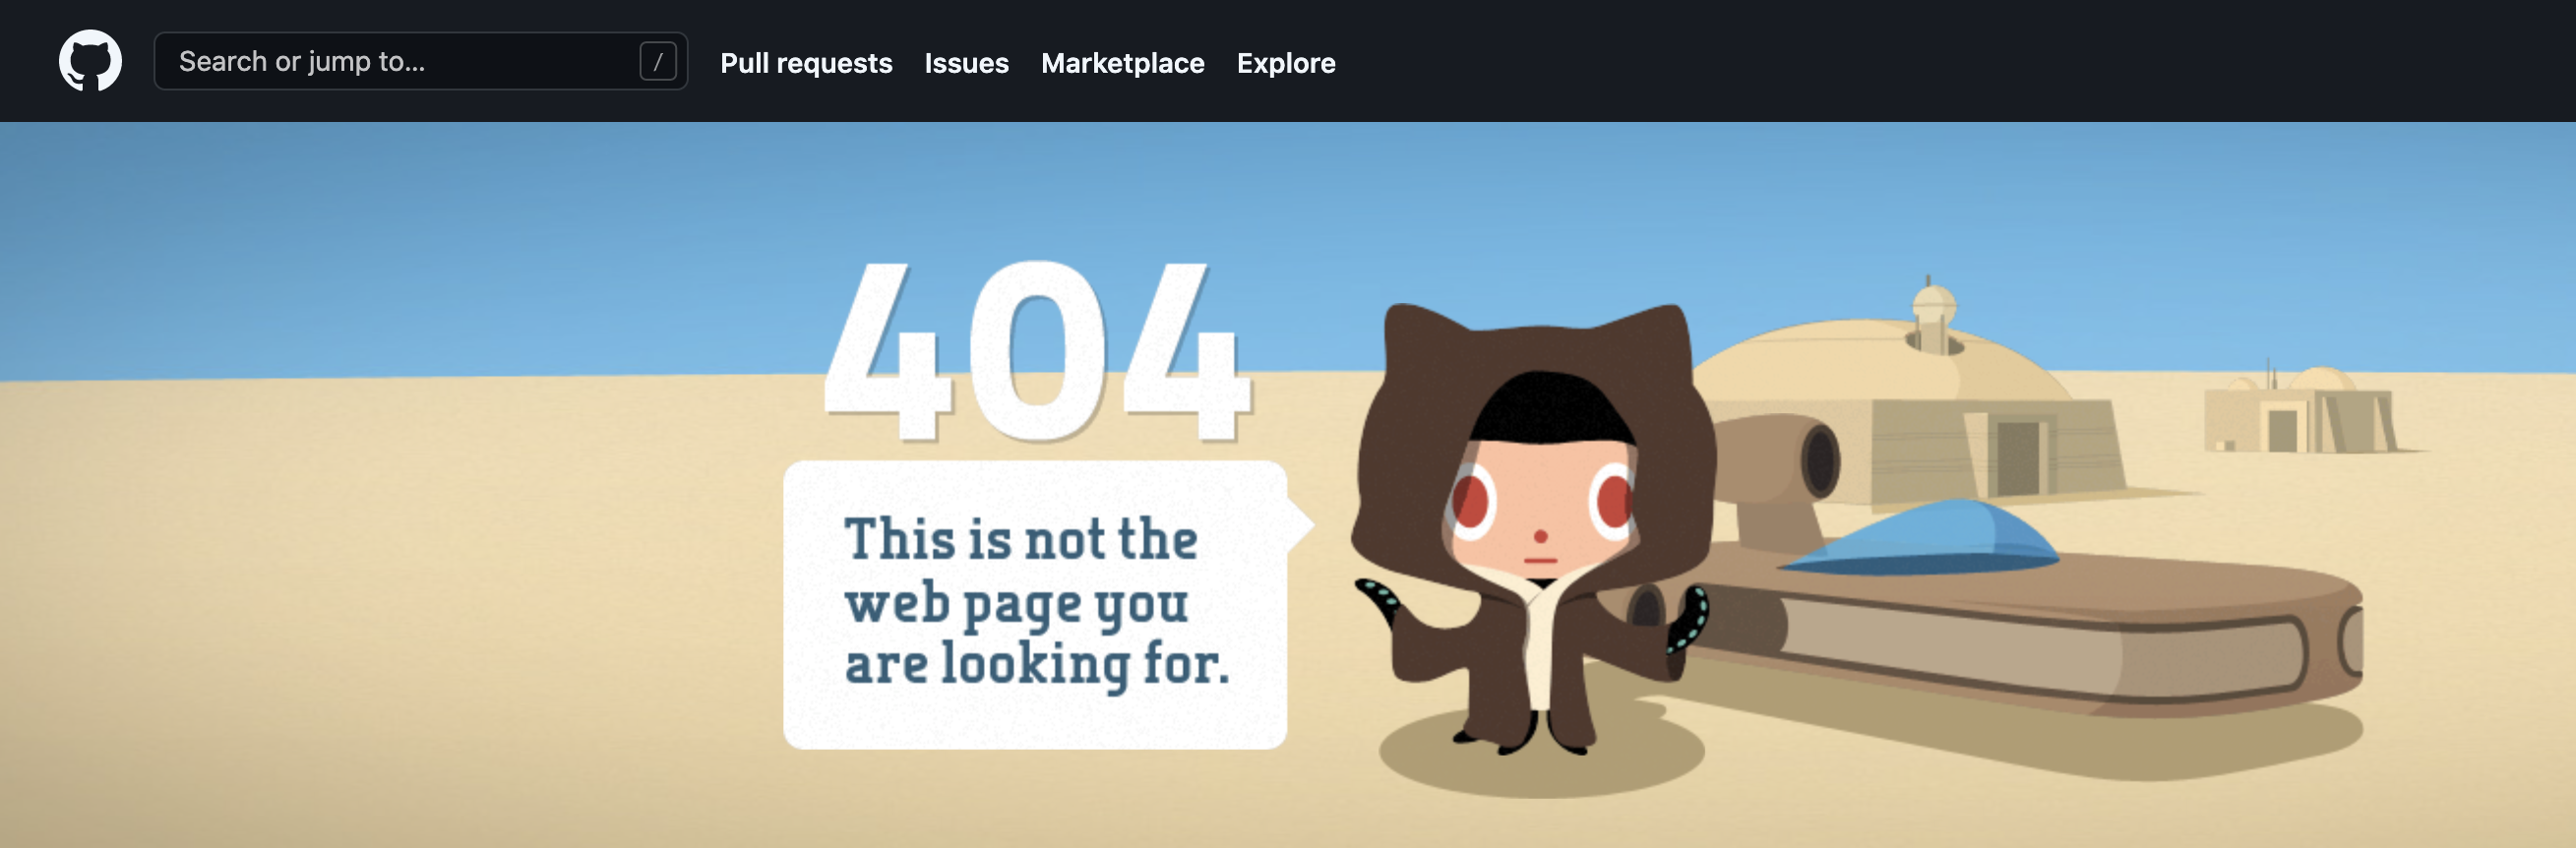 Search or jump to...
/
Pull requests
Issues
Marketplace
Explore
404
This is not the
web page you
are looking for.